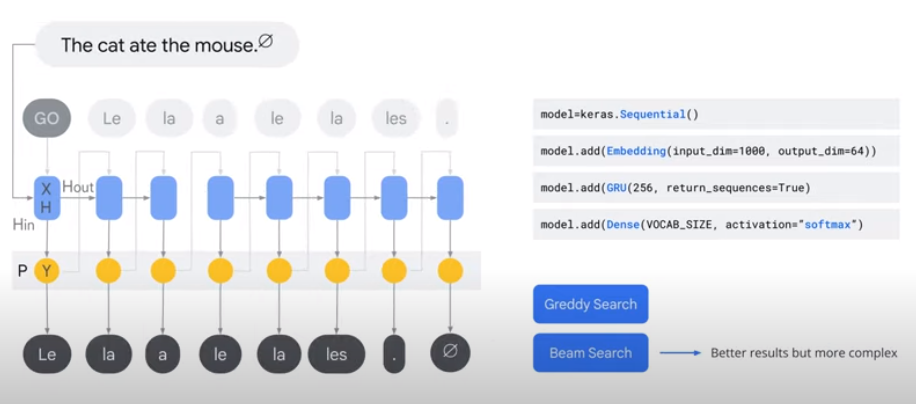 The cat ate the mouse.∅
GO Le la a le la les .
X
H
Hout
Hin
P Y
Le la a le la les . ∅
model=keras.Sequential()
model.add(Embedding(input_dim=1000, output_dim=64))
model.add(GRU(256, return_sequences=True)
model.add(Dense(VOCAB_SIZE, activation="softmax")
Greddy Search
Beam Search
Better results but more complex